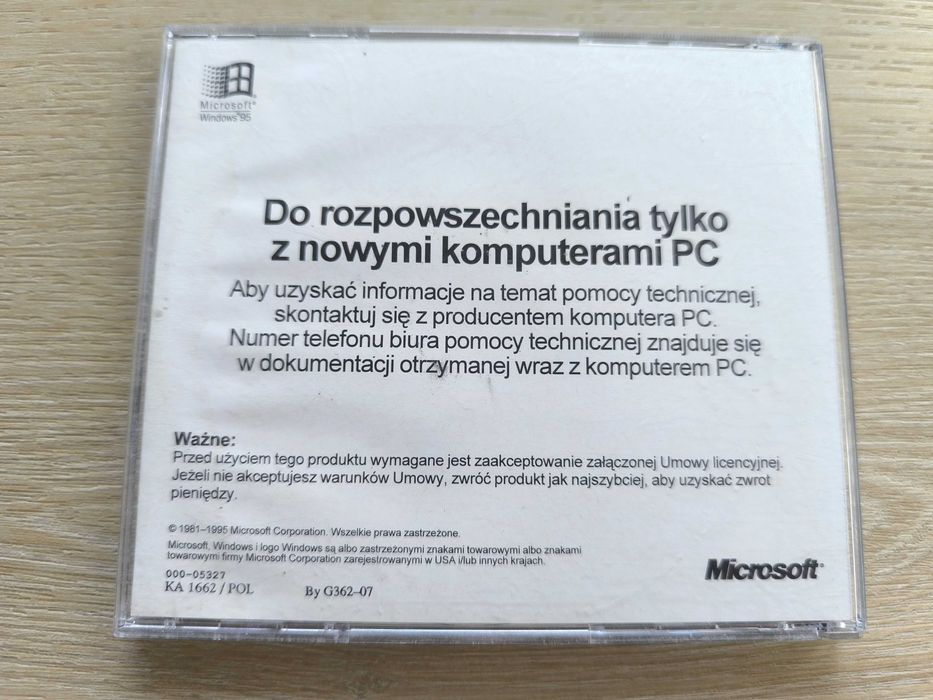 Microsoft®
Windows®95
Do rozpowszechniania tylko
z nowymi komputerami PC
Aby uzyskać informacje na temat pomocy technicznej,
skontaktuj się z producentem komputera PC.
Numer telefonu biura pomocy technicznej znajduje się
w dokumentacji otrzymanej wraz z komputerem PC.
Ważne:
Przed użyciem tego produktu wymagane jest zaakceptowanie załączonej Umowy licencyjnej.
Jeżeli nie akceptujesz warunków Umowy, zwróć produkt jak najszybciej, aby uzyskać zwrot
pieniędzy.
© 1981–1995 Microsoft Corporation. Wszelkie prawa zastrzeżone.
Microsoft, Windows i logo Windows są albo zastrzeżonymi znakami towarowymi albo znakami
towarowymi firmy Microsoft Corporation zarejestrowanymi w USA i/lub innych krajach.
000-05327
KA 1662 / POL By G362–07
Microsoft®